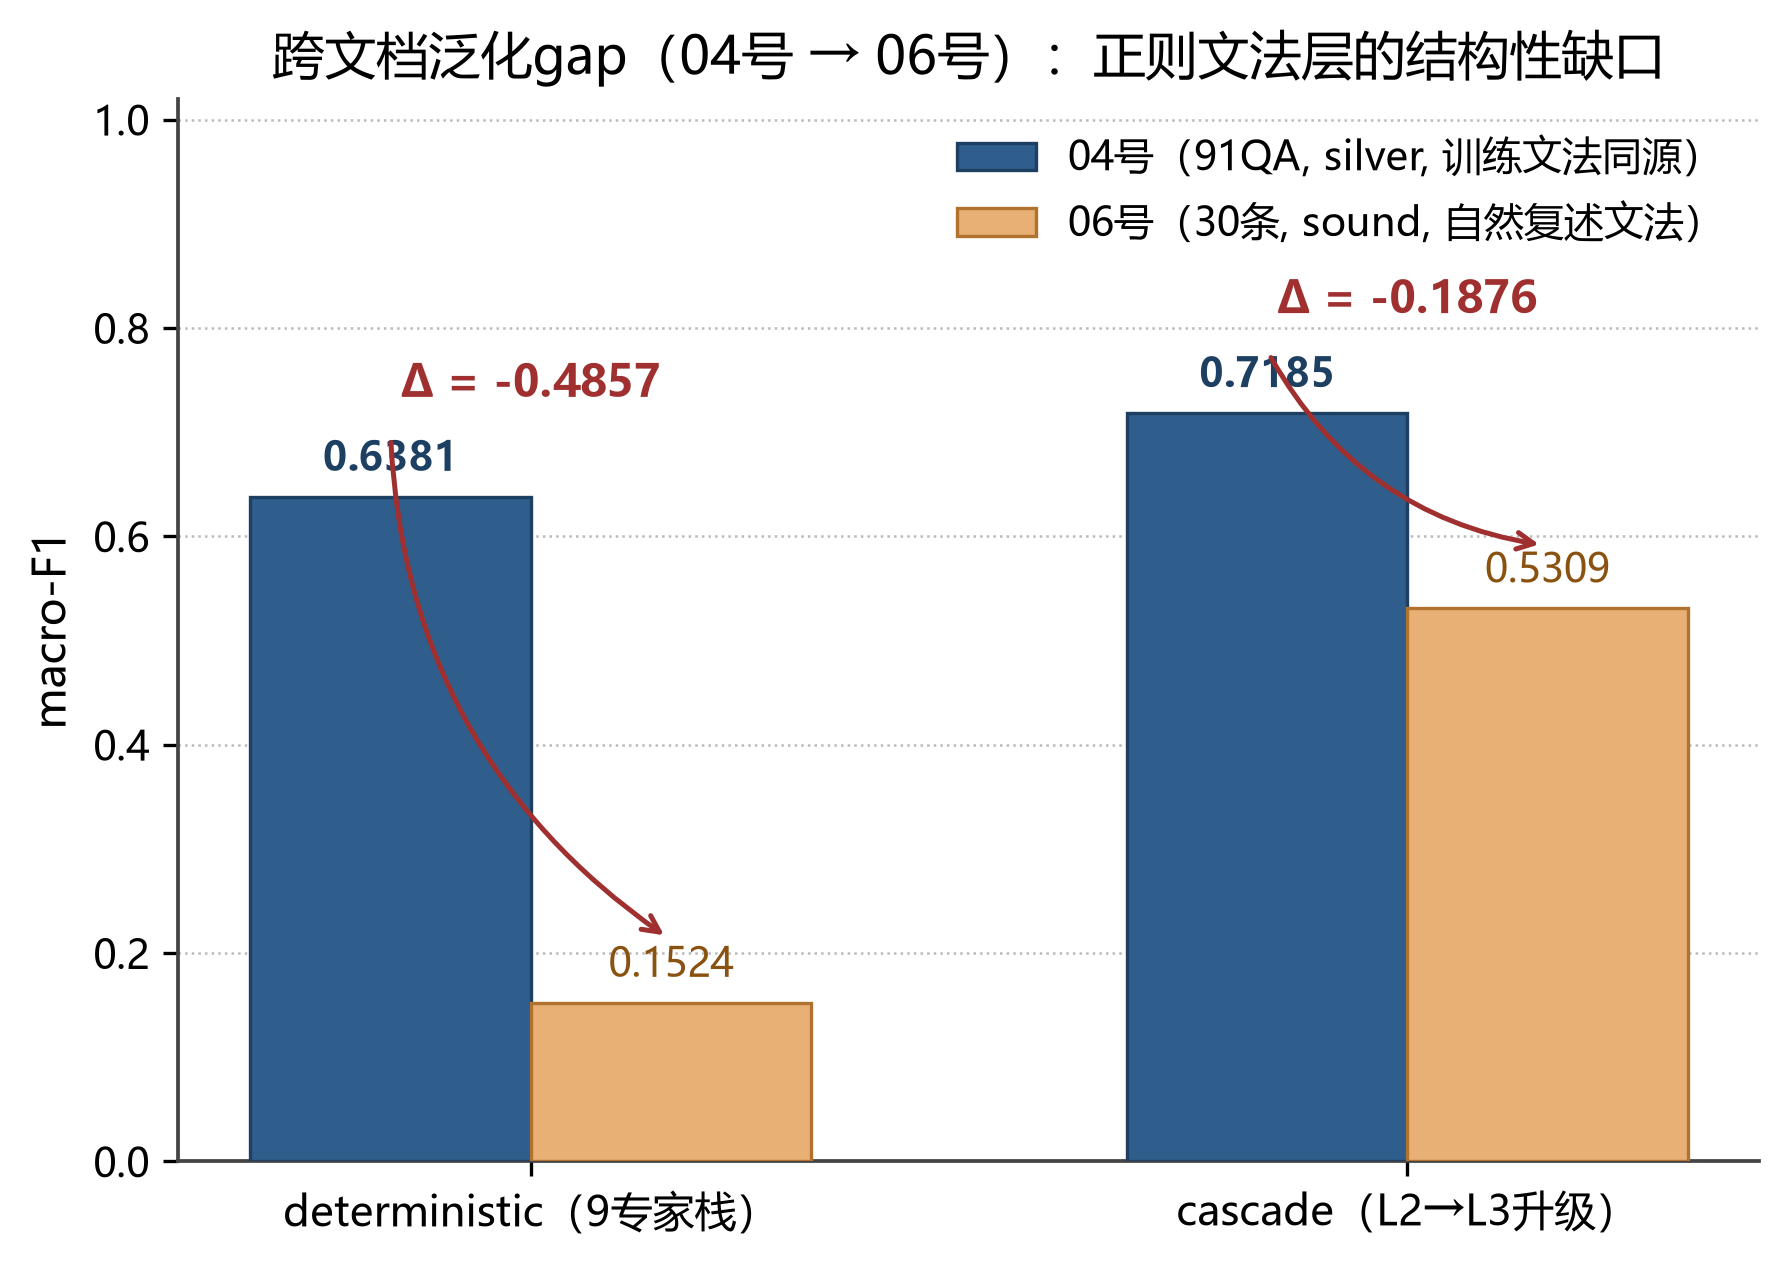 跨文档泛化gap（04号 → 06号）：正则文法层的结构性缺口
04号（91QA, silver, 训练文法同源）
06号（30条, sound, 自然复述文法）
Δ = -0.1876
Δ = -0.4857
0.7185
0.6381
0.5309
0.1524
macro-F1
1.0
0.8
0.6
0.4
0.2
0.0
deterministic（9专家栈）
cascade（L2→L3升级）